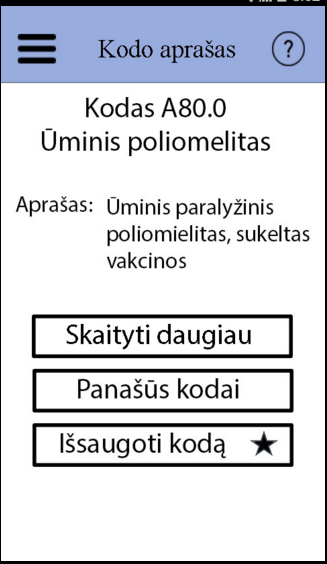 Kodo aprašas
?
Kodas A80.0
Ūminis poliomelitas
Aprašas: Ūminis paralyžinis
poliomielitas, sukeltas
vakcinos
Skaityti daugiau
Panašūs kodai
Išsaugoti kodą